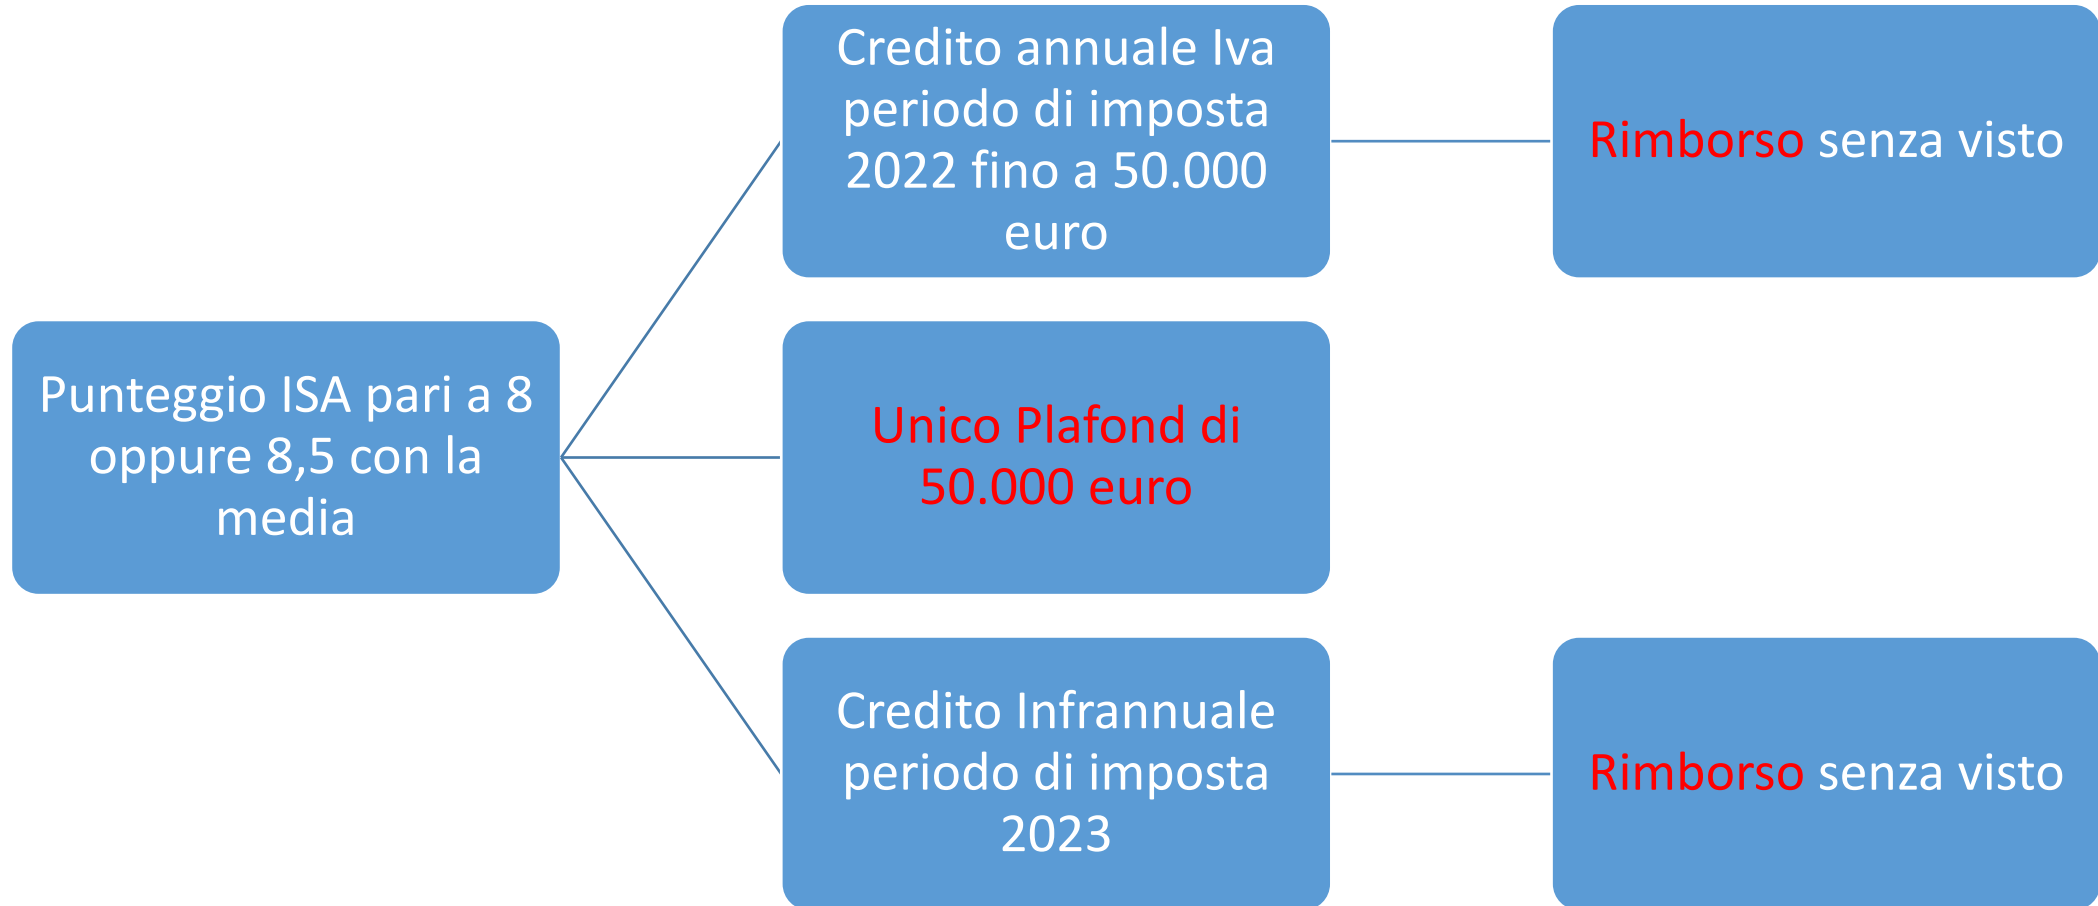 Punteggio ISA pari a 8
oppure 8,5 con la
media
Credito annuale Iva
periodo di imposta
2022 fino a 50.000
euro
Rimborso senza visto
Unico Plafond di
50.000 euro
Credito Infrannuale
periodo di imposta
2023
Rimborso senza visto